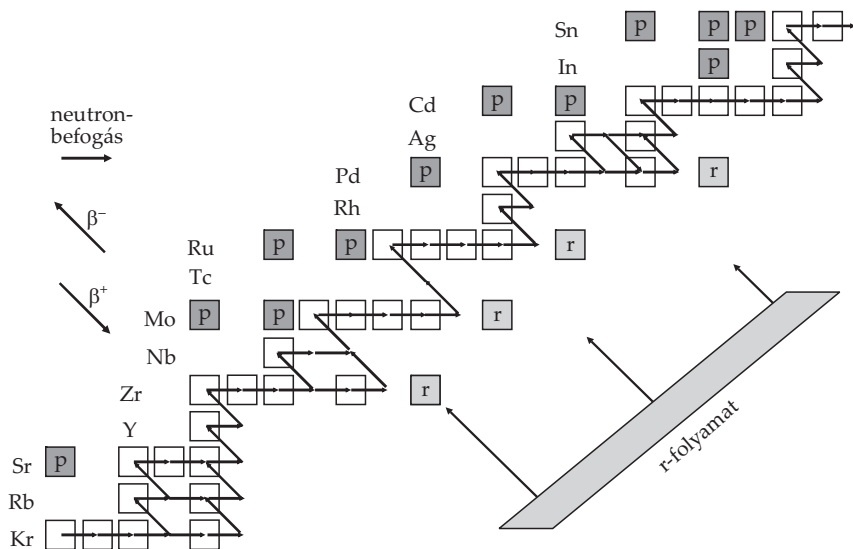 Sn p p p
In p
Cd p p
neutron-
befogás
Ag
Pd p r
Rh
β⁻
Ru p p r
Tc
β⁺
Mo p p r
Nb
Zr r
Y
r-folyamat
Sr p
Rb
Kr